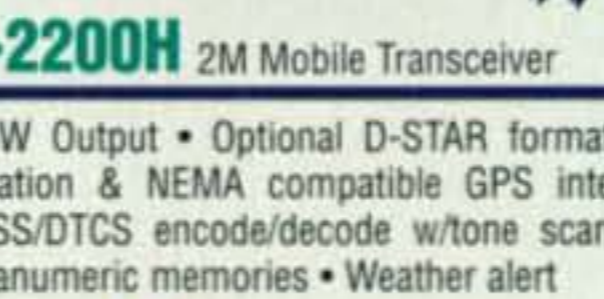 -2200H 2M Mobile Transceiver
W Output • Optional D-STAR format
ation & NEMA compatible GPS inte
SS/DTCS encode/decode w/tone scan
anumeric memories • Weather alert